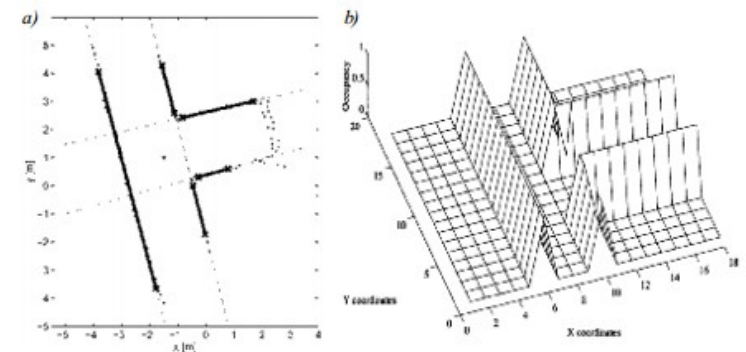 a)
5
4
3
2
1
0
-1
-2
-3
4
-5
y [m]
-5 -4 -3 -2 -1 0 1 2 3 4
x [m]
b)
Occupancy
1
0.5
0
20
15
10
5
0
Y coordinates
0 2 4 6 8 10 12 14 16 18
X coordinates